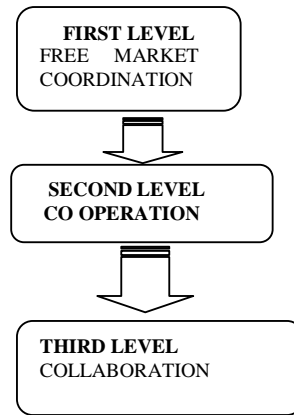 FIRST LEVEL
FREE MARKET
COORDINATION
SECOND LEVEL
CO OPERATION
THIRD LEVEL
COLLABORATION